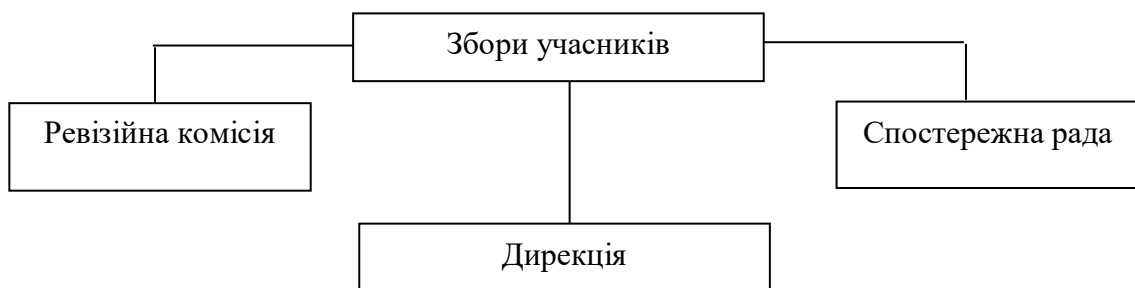 Збори учасників
Ревізійна комісія
Спостережна рада
Дирекція